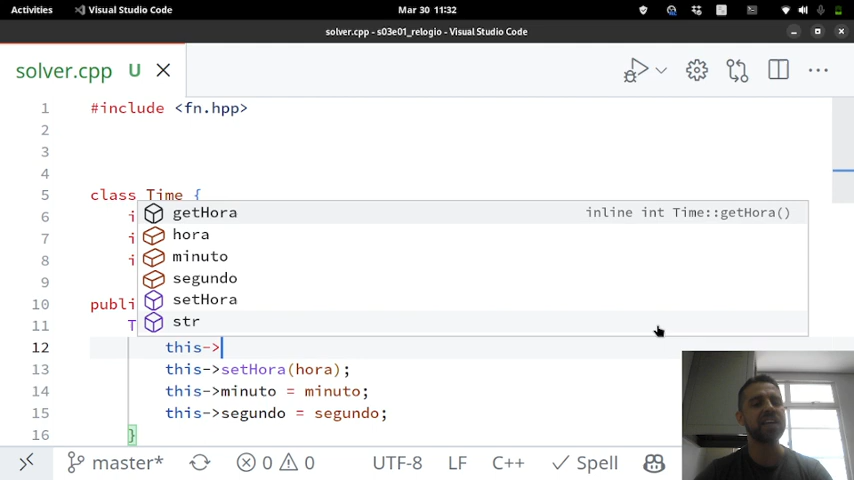 Activities Visual Studio Code Mar 30 11:32
solver.cpp - s03e01_relogio - Visual Studio Code
solver.cpp U
1 #include <fn.hpp>
2
3
4
5 class Time {
6 i
7 i
8 i
9
10 publi
11 T
getHora inline int Time::getHora()
hora
minuto
segundo
setHora
str
12 this->
13 this->setHora(hora);
14 this->minuto = minuto;
15 this->segundo = segundo;
16 }
master* 0 0 UTF-8 LF C++ Spell